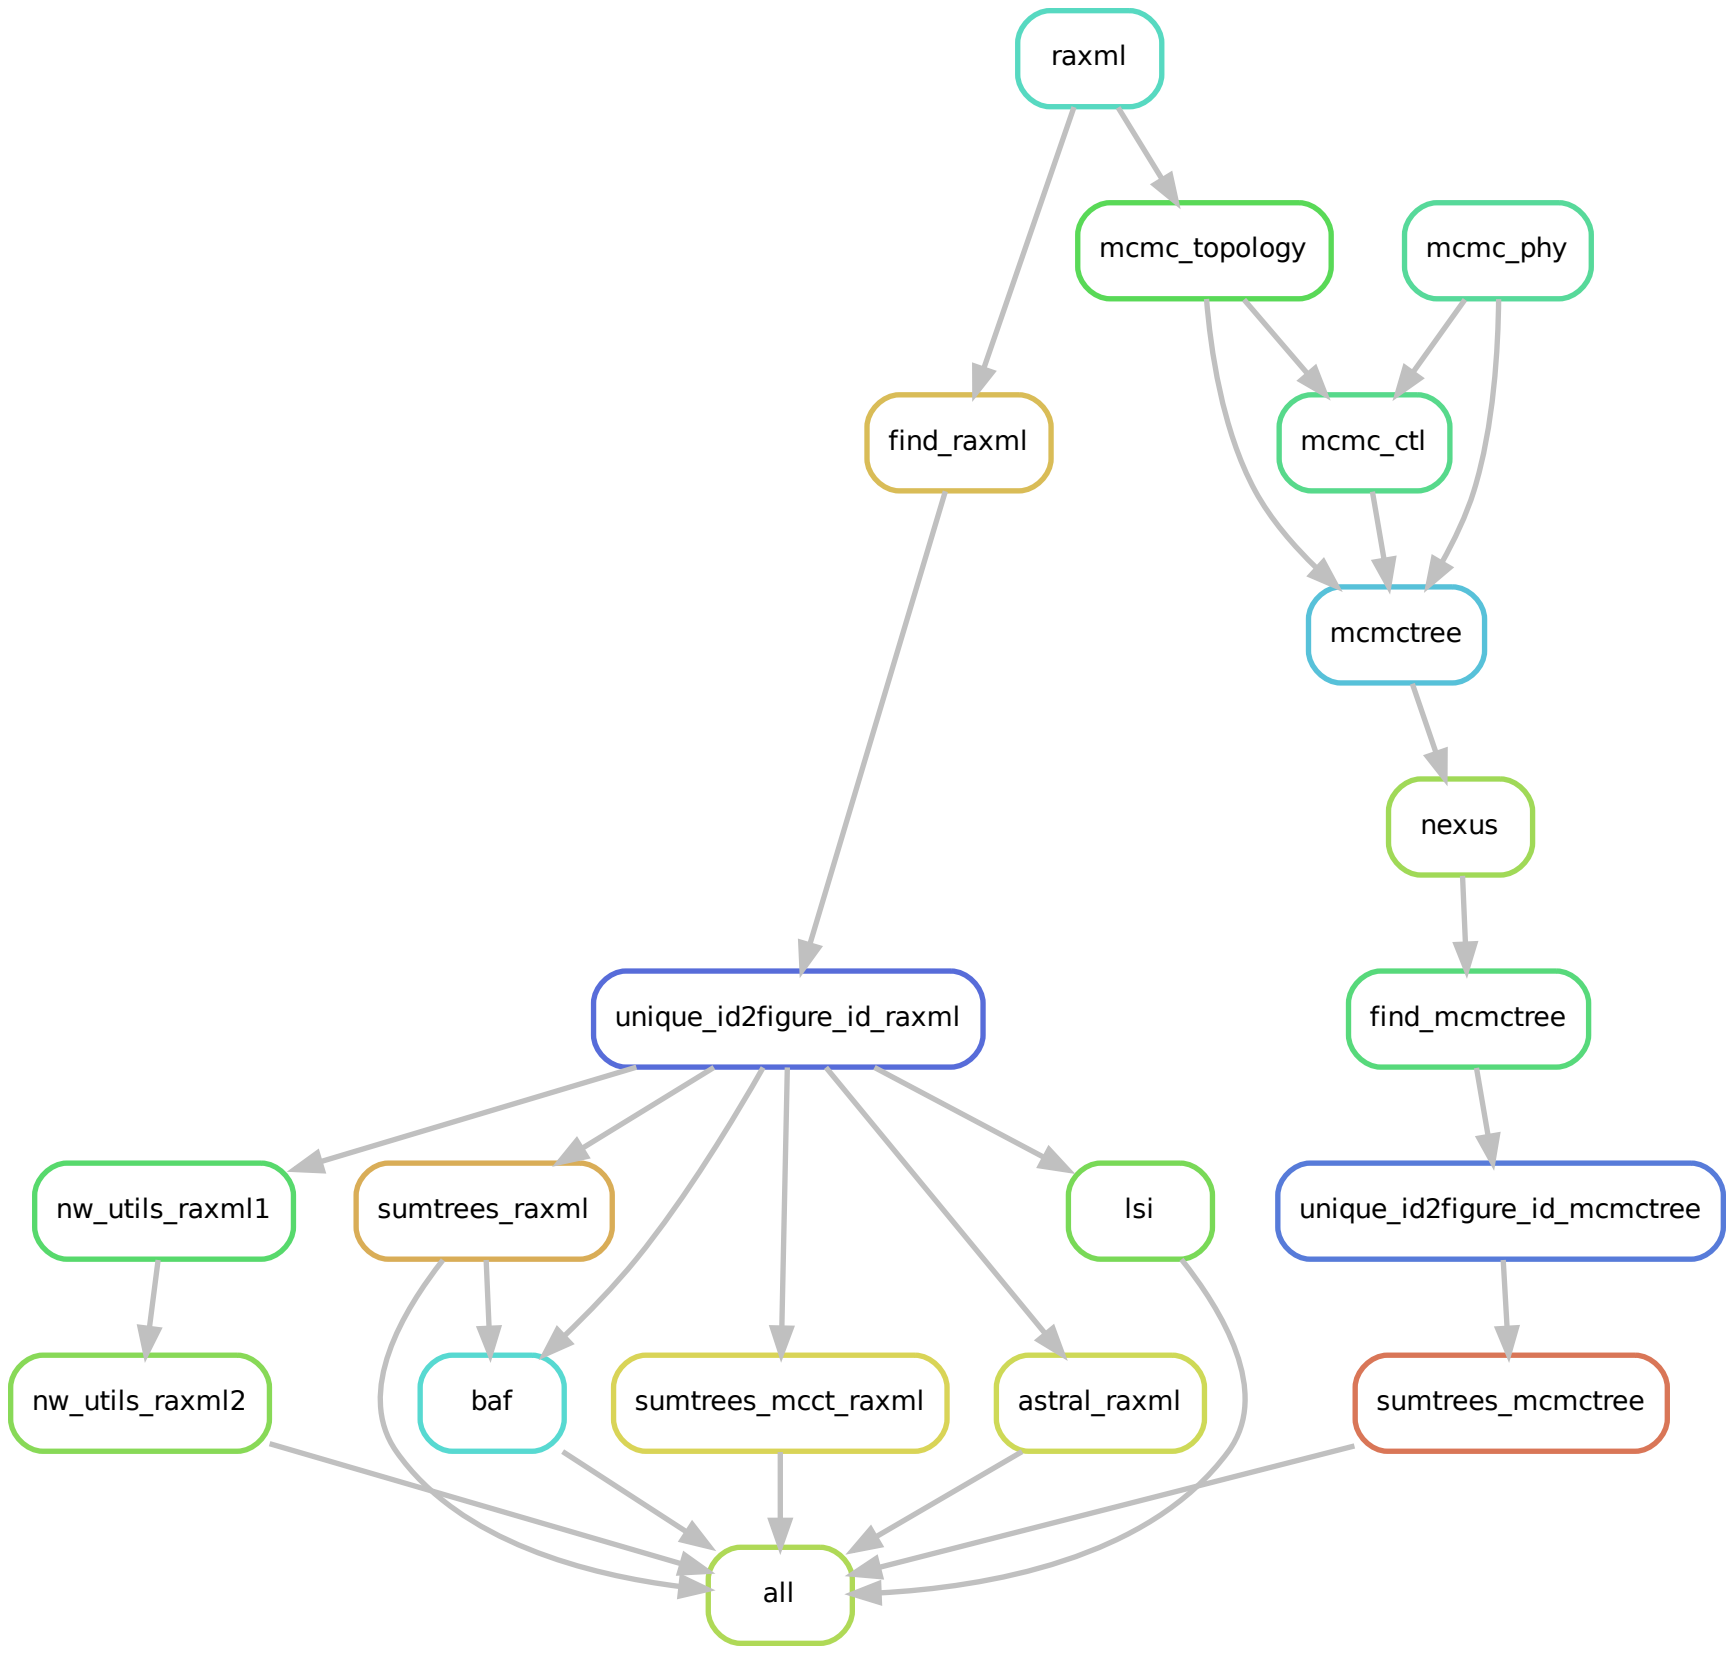 raxml
mcmc_topology
mcmc_phy
find_raxml
mcmc_ctl
mcmctree
nexus
unique_id2figure_id_raxml
find_mcmctree
nw_utils_raxml1
sumtrees_raxml
lsi
unique_id2figure_id_mcmctree
nw_utils_raxml2
baf
sumtrees_mcct_raxml
astral_raxml
sumtrees_mcmctree
all